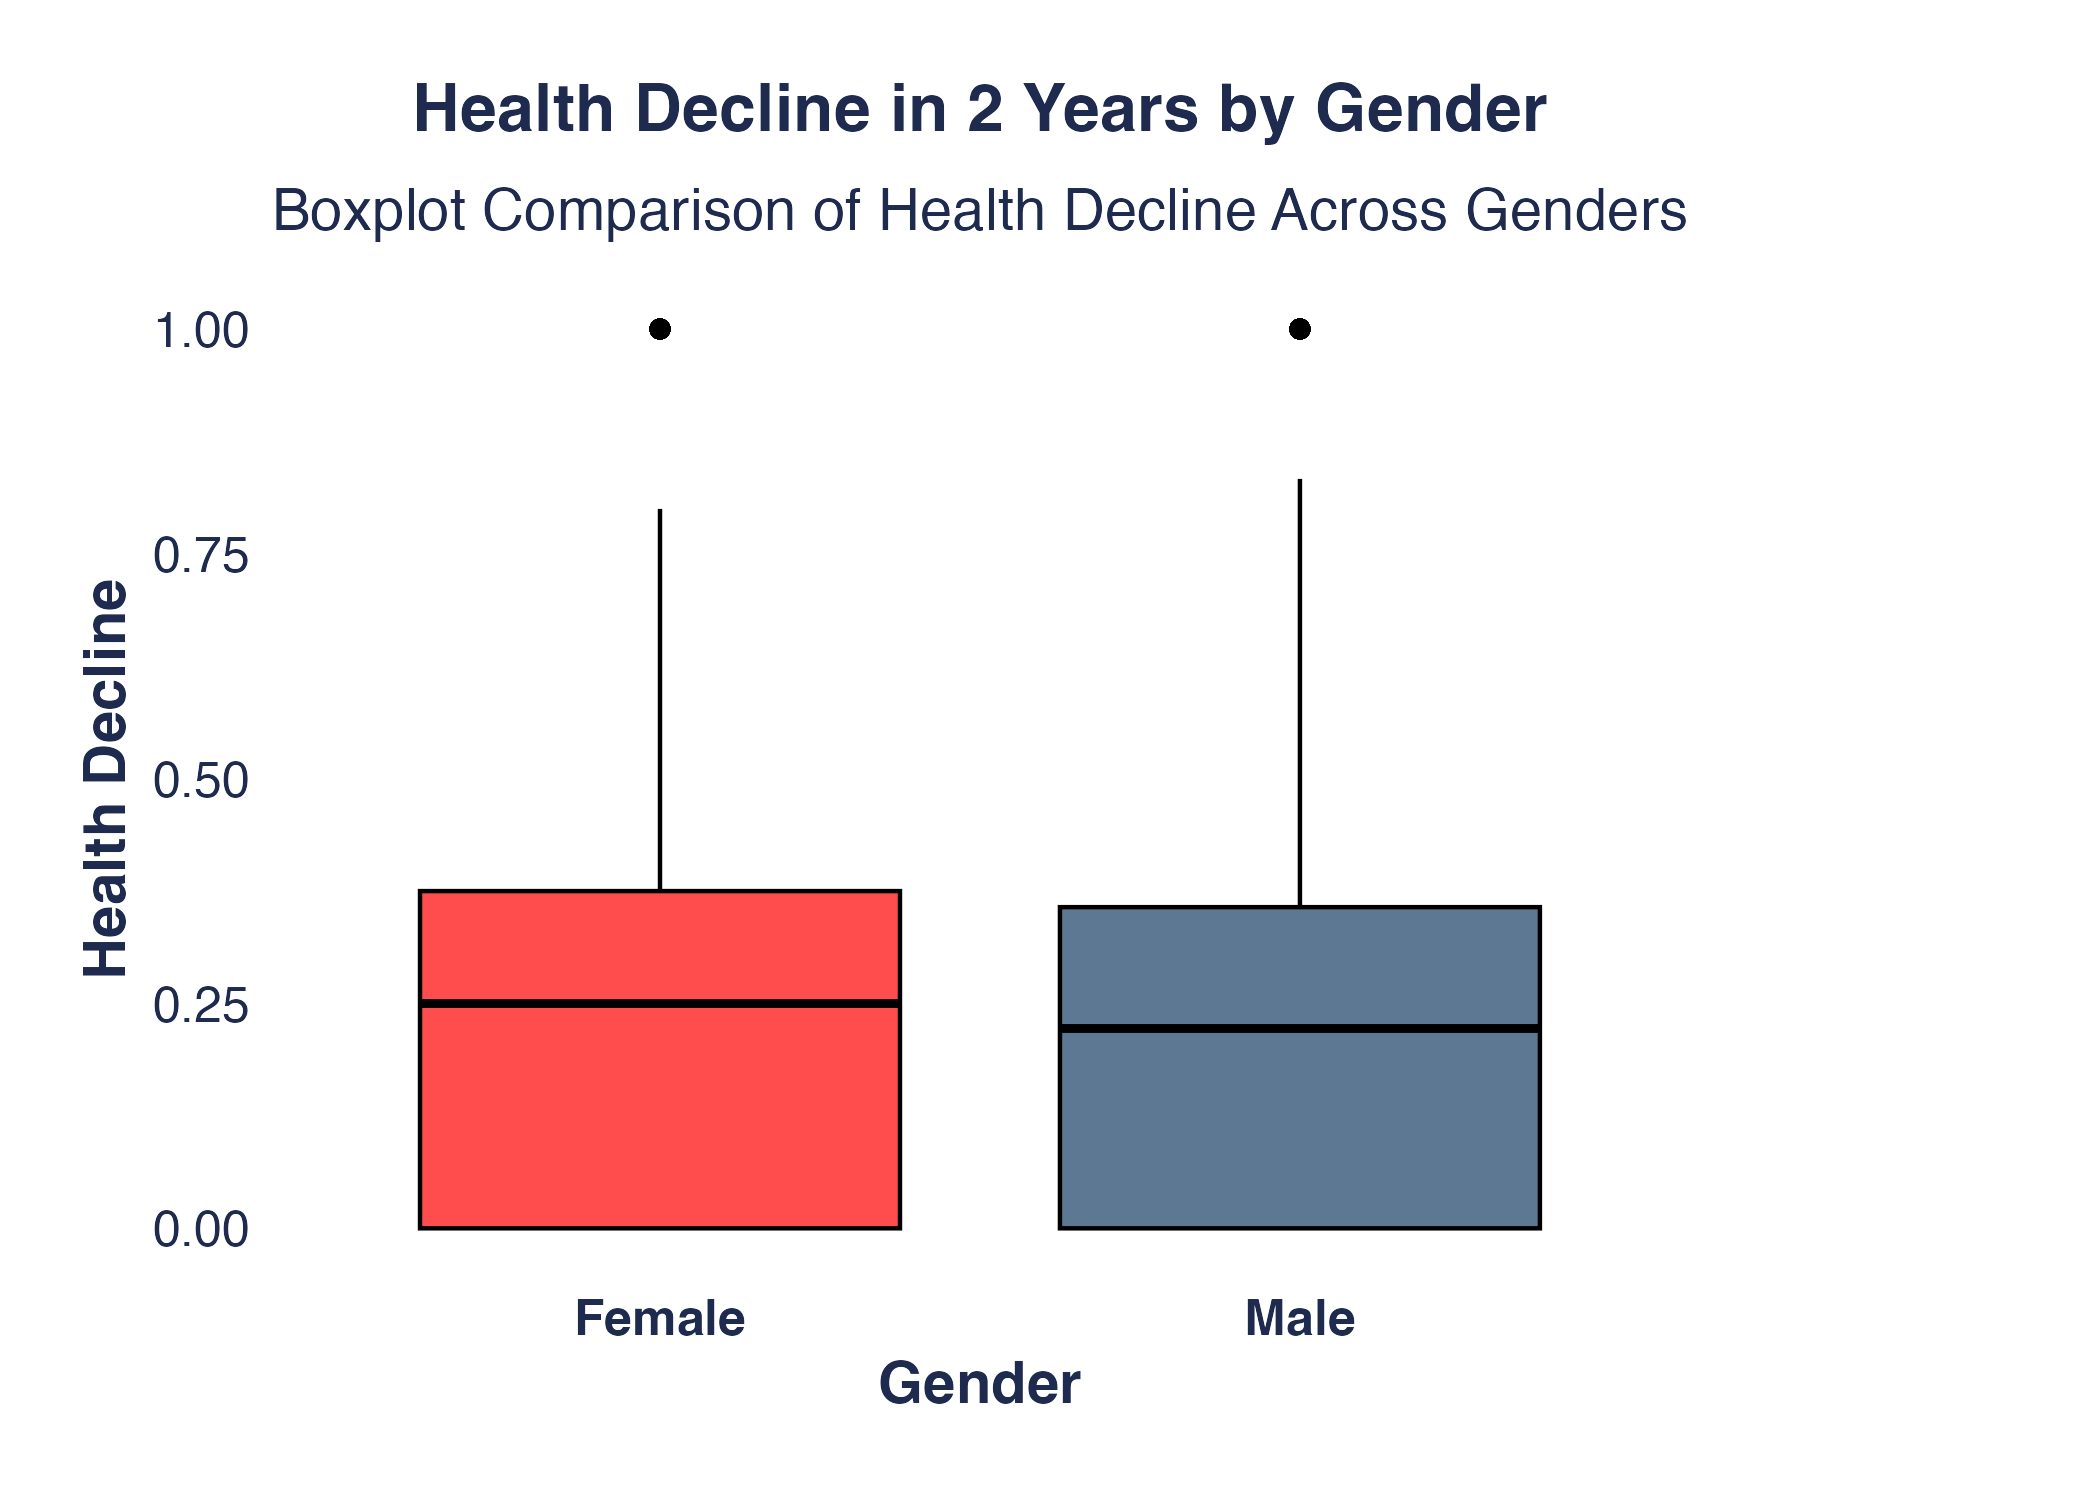 Health Decline in 2 Years by Gender
Boxplot Comparison of Health Decline Across Genders
Health Decline
1.00
0.75
0.50
0.25
0.00
Female Male
Gender